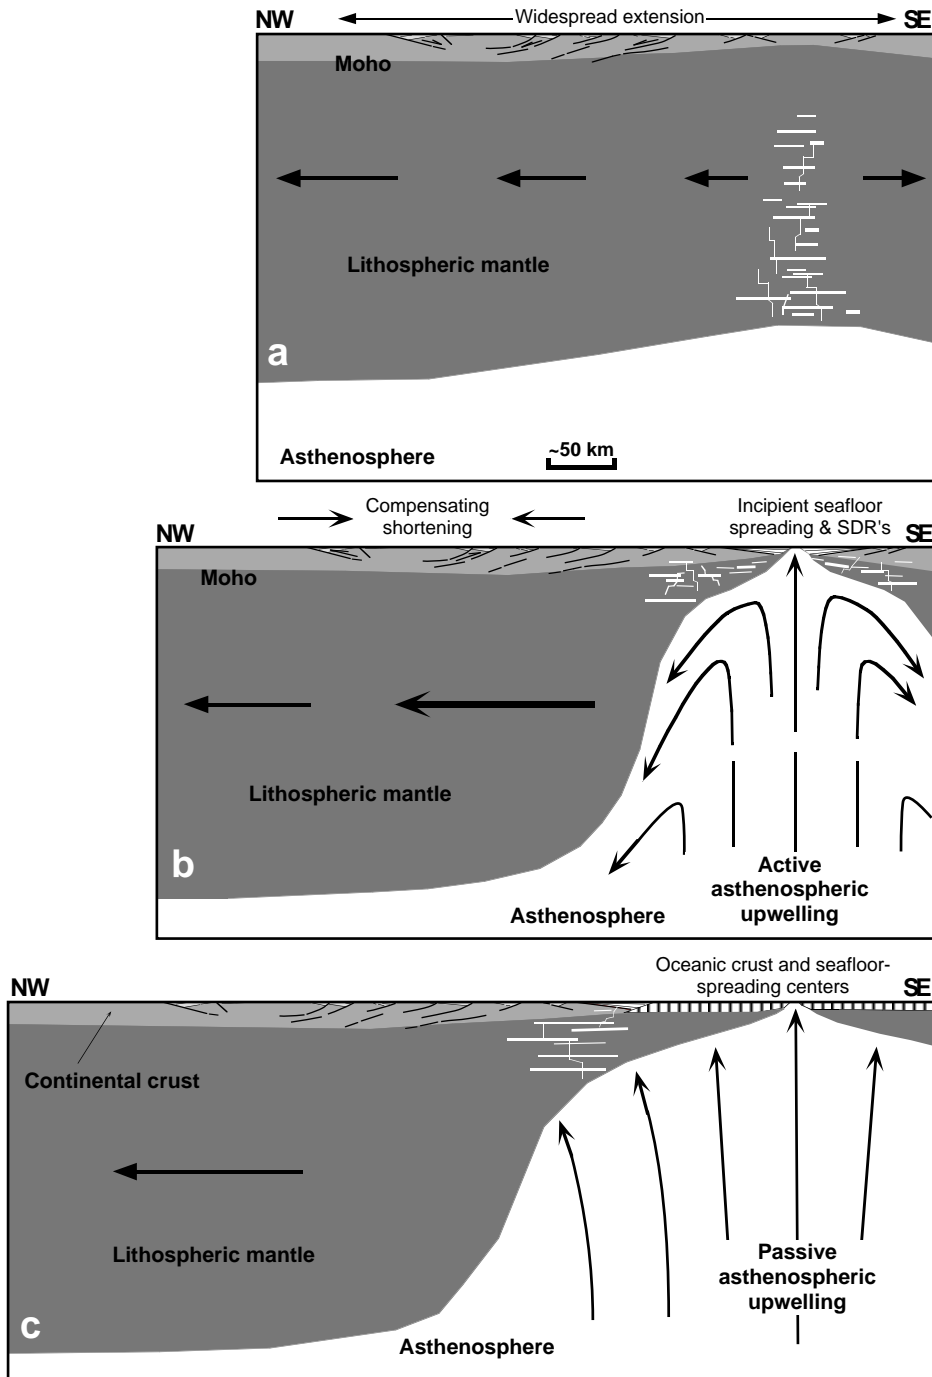 NW
Widespread extension
SE
Moho
Lithospheric mantle
a
~50 km
Asthenosphere
Compensating
shortening
Incipient seafloor
spreading & SDR's
NW
SE
Moho
Lithospheric mantle
b
Active
asthenospheric
upwelling
Asthenosphere
Oceanic crust and seafloor-
spreading centers
NW
SE
Continental crust
Lithospheric mantle
Passive
asthenospheric
upwelling
c
Asthenosphere